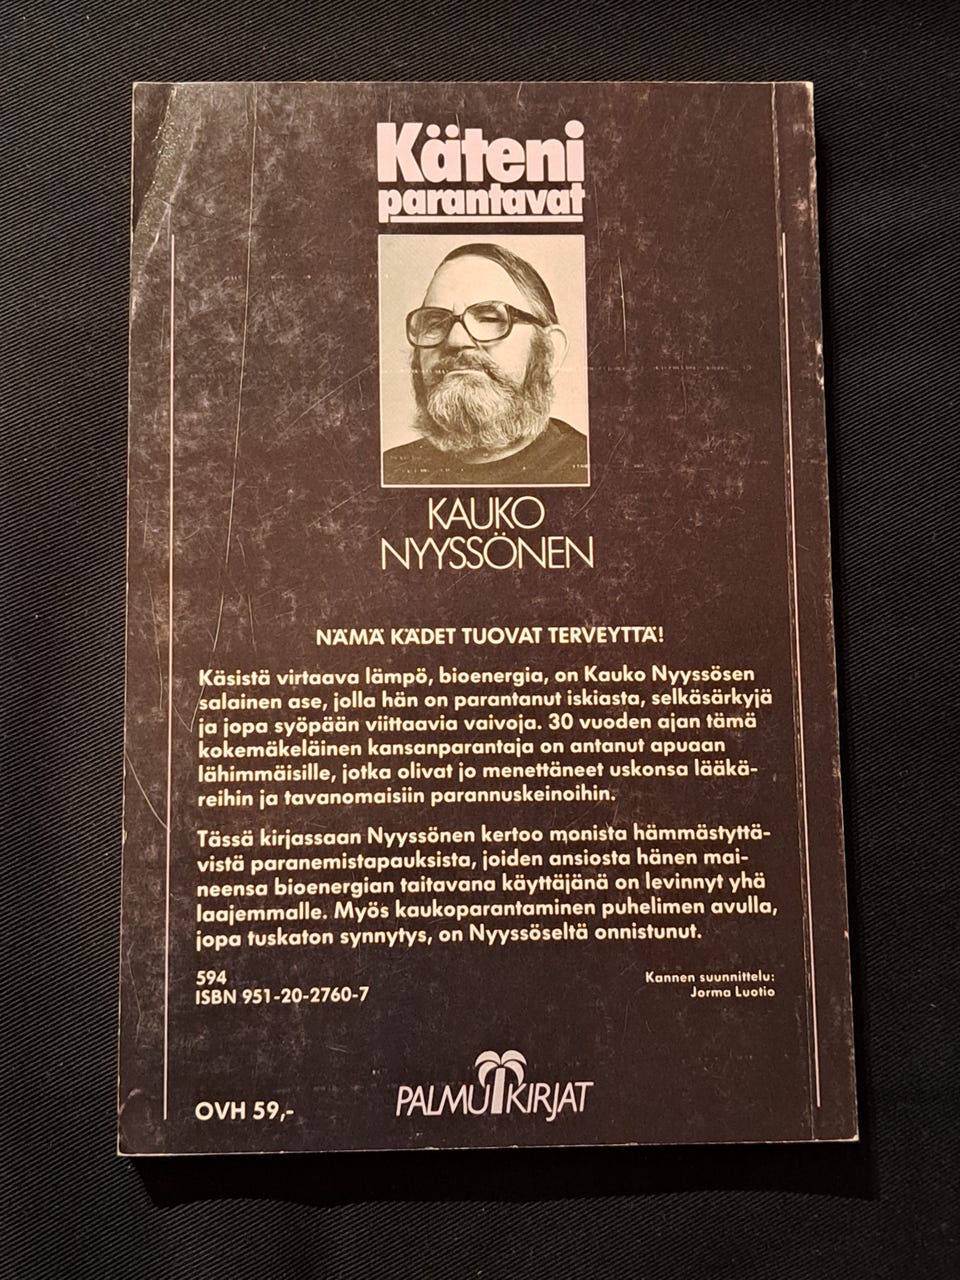 Käteni
parantavat
KAUKO
NYYSSÖNEN
NÄMÄ KÄDET TUOVAT TERVEYTTÄ!
Käsistä virtaava lämpö, bioenergia, on Kauko Nyyssösen
salainen ase, jolla hän on parantanut iskiasta, selkäsärkyjä
ja jopa syöpään viittaavia vaivoja. 30 vuoden ajan tämä
kokemäkeläinen kansanparantaja on antanut apuaan
lähimmäisille, jotka olivat jo menettäneet uskonsa lääkä-
reihin ja tavanomaisiin parannuskeinoihin.
Tässä kirjassaan Nyyssönen kertoo monista hämmästyttä-
vistä paranemistapauksista, joiden ansiosta hänen mai-
neensa bioenergian taitavana käyttäjänä on levinnyt yhä
laajemmalle. Myös kaukoparantaminen puhelimen avulla,
jopa tuskaton synnytys, on Nyyssöseltä onnistunut.
594
ISBN 951-20-2760-7
Kannen suunnittelu:
Jorma Luotio
OVH 59,-
PALMUKIRJAT